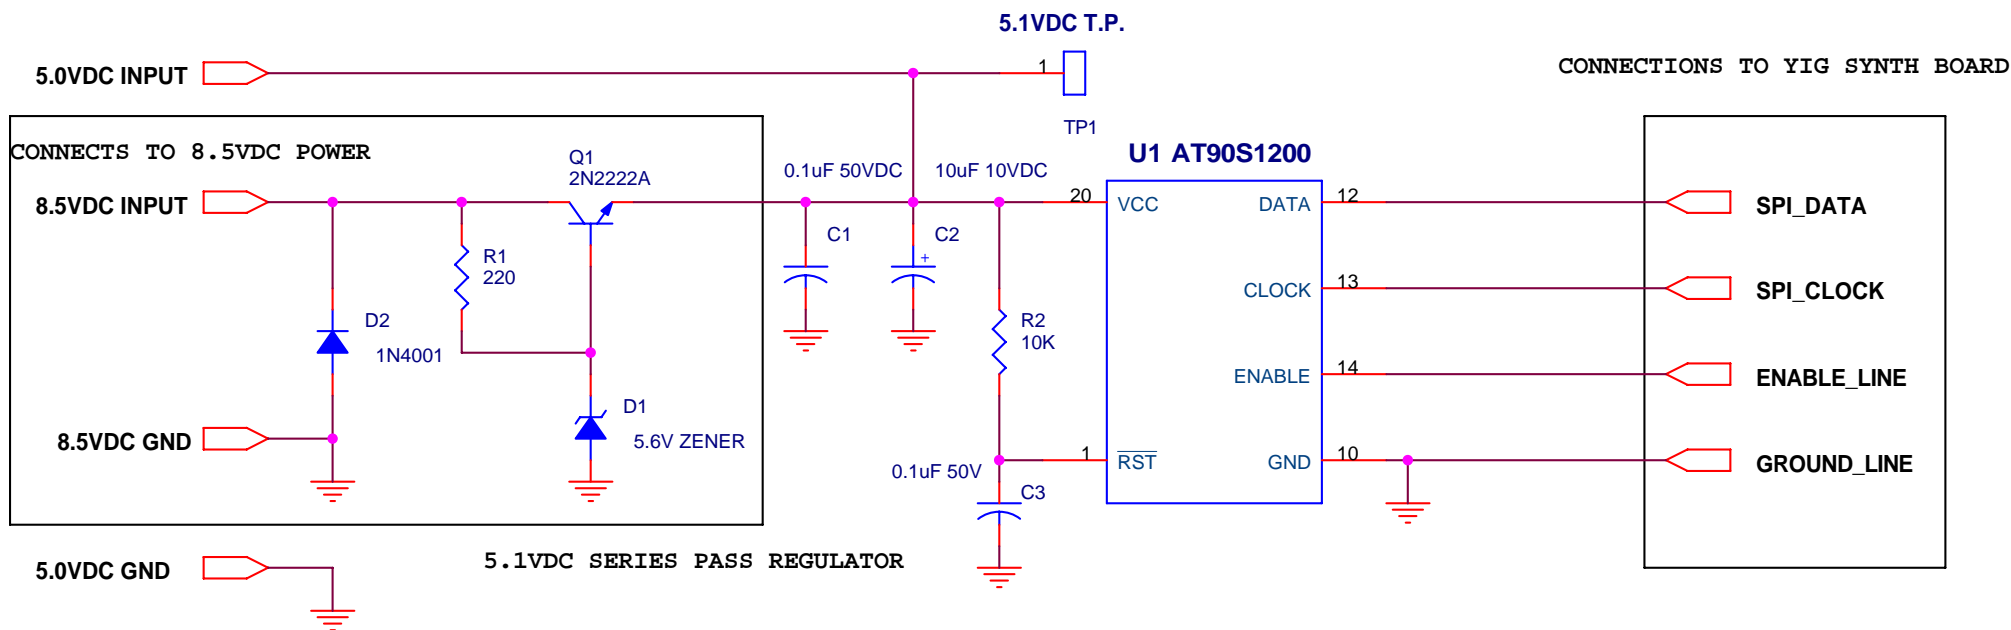 5.1VDC T.P.
5.0VDC INPUT
1
CONNECTIONS TO YIG SYNTH BOARD
TP1
CONNECTS TO 8.5VDC POWER
Q1
2N2222A
0.1uF 50VDC
10uF 10VDC
U1 AT90S1200
8.5VDC INPUT
20
VCC
DATA
12
SPI_DATA
C1
C2
+
R1
220
CLOCK
13
SPI_CLOCK
D2
1N4001
R2
10K
ENABLE
14
ENABLE_LINE
D1
5.6V ZENER
8.5VDC GND
0.1uF 50V
1
RST
GND
10
GROUND_LINE
C3
5.1VDC SERIES PASS REGULATOR
5.0VDC GND